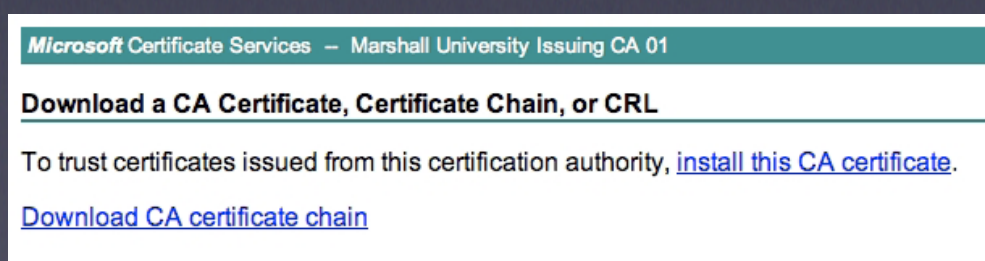 Microsoft Certificate Services -- Marshall University Issuing CA 01
Download a CA Certificate, Certificate Chain, or CRL
To trust certificates issued from this certification authority, install this CA certificate.
Download CA certificate chain